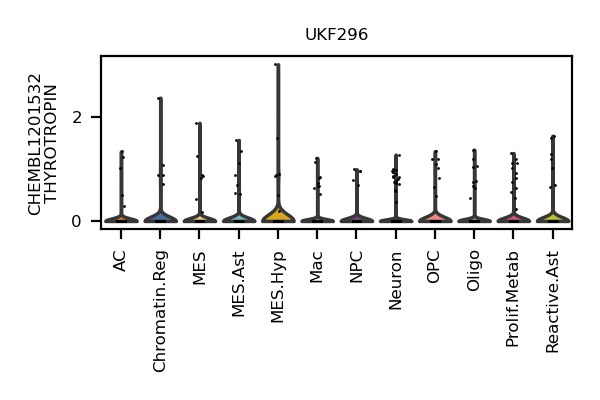 UKF296
CHEMBL1201532
THYROTROPIN
2
0
AC
Chromatin.Reg
MES
MES.Ast
MES.Hyp
Mac
NPC
Neuron
OPC
Oligo
Prolif.Metab
Reactive.Ast